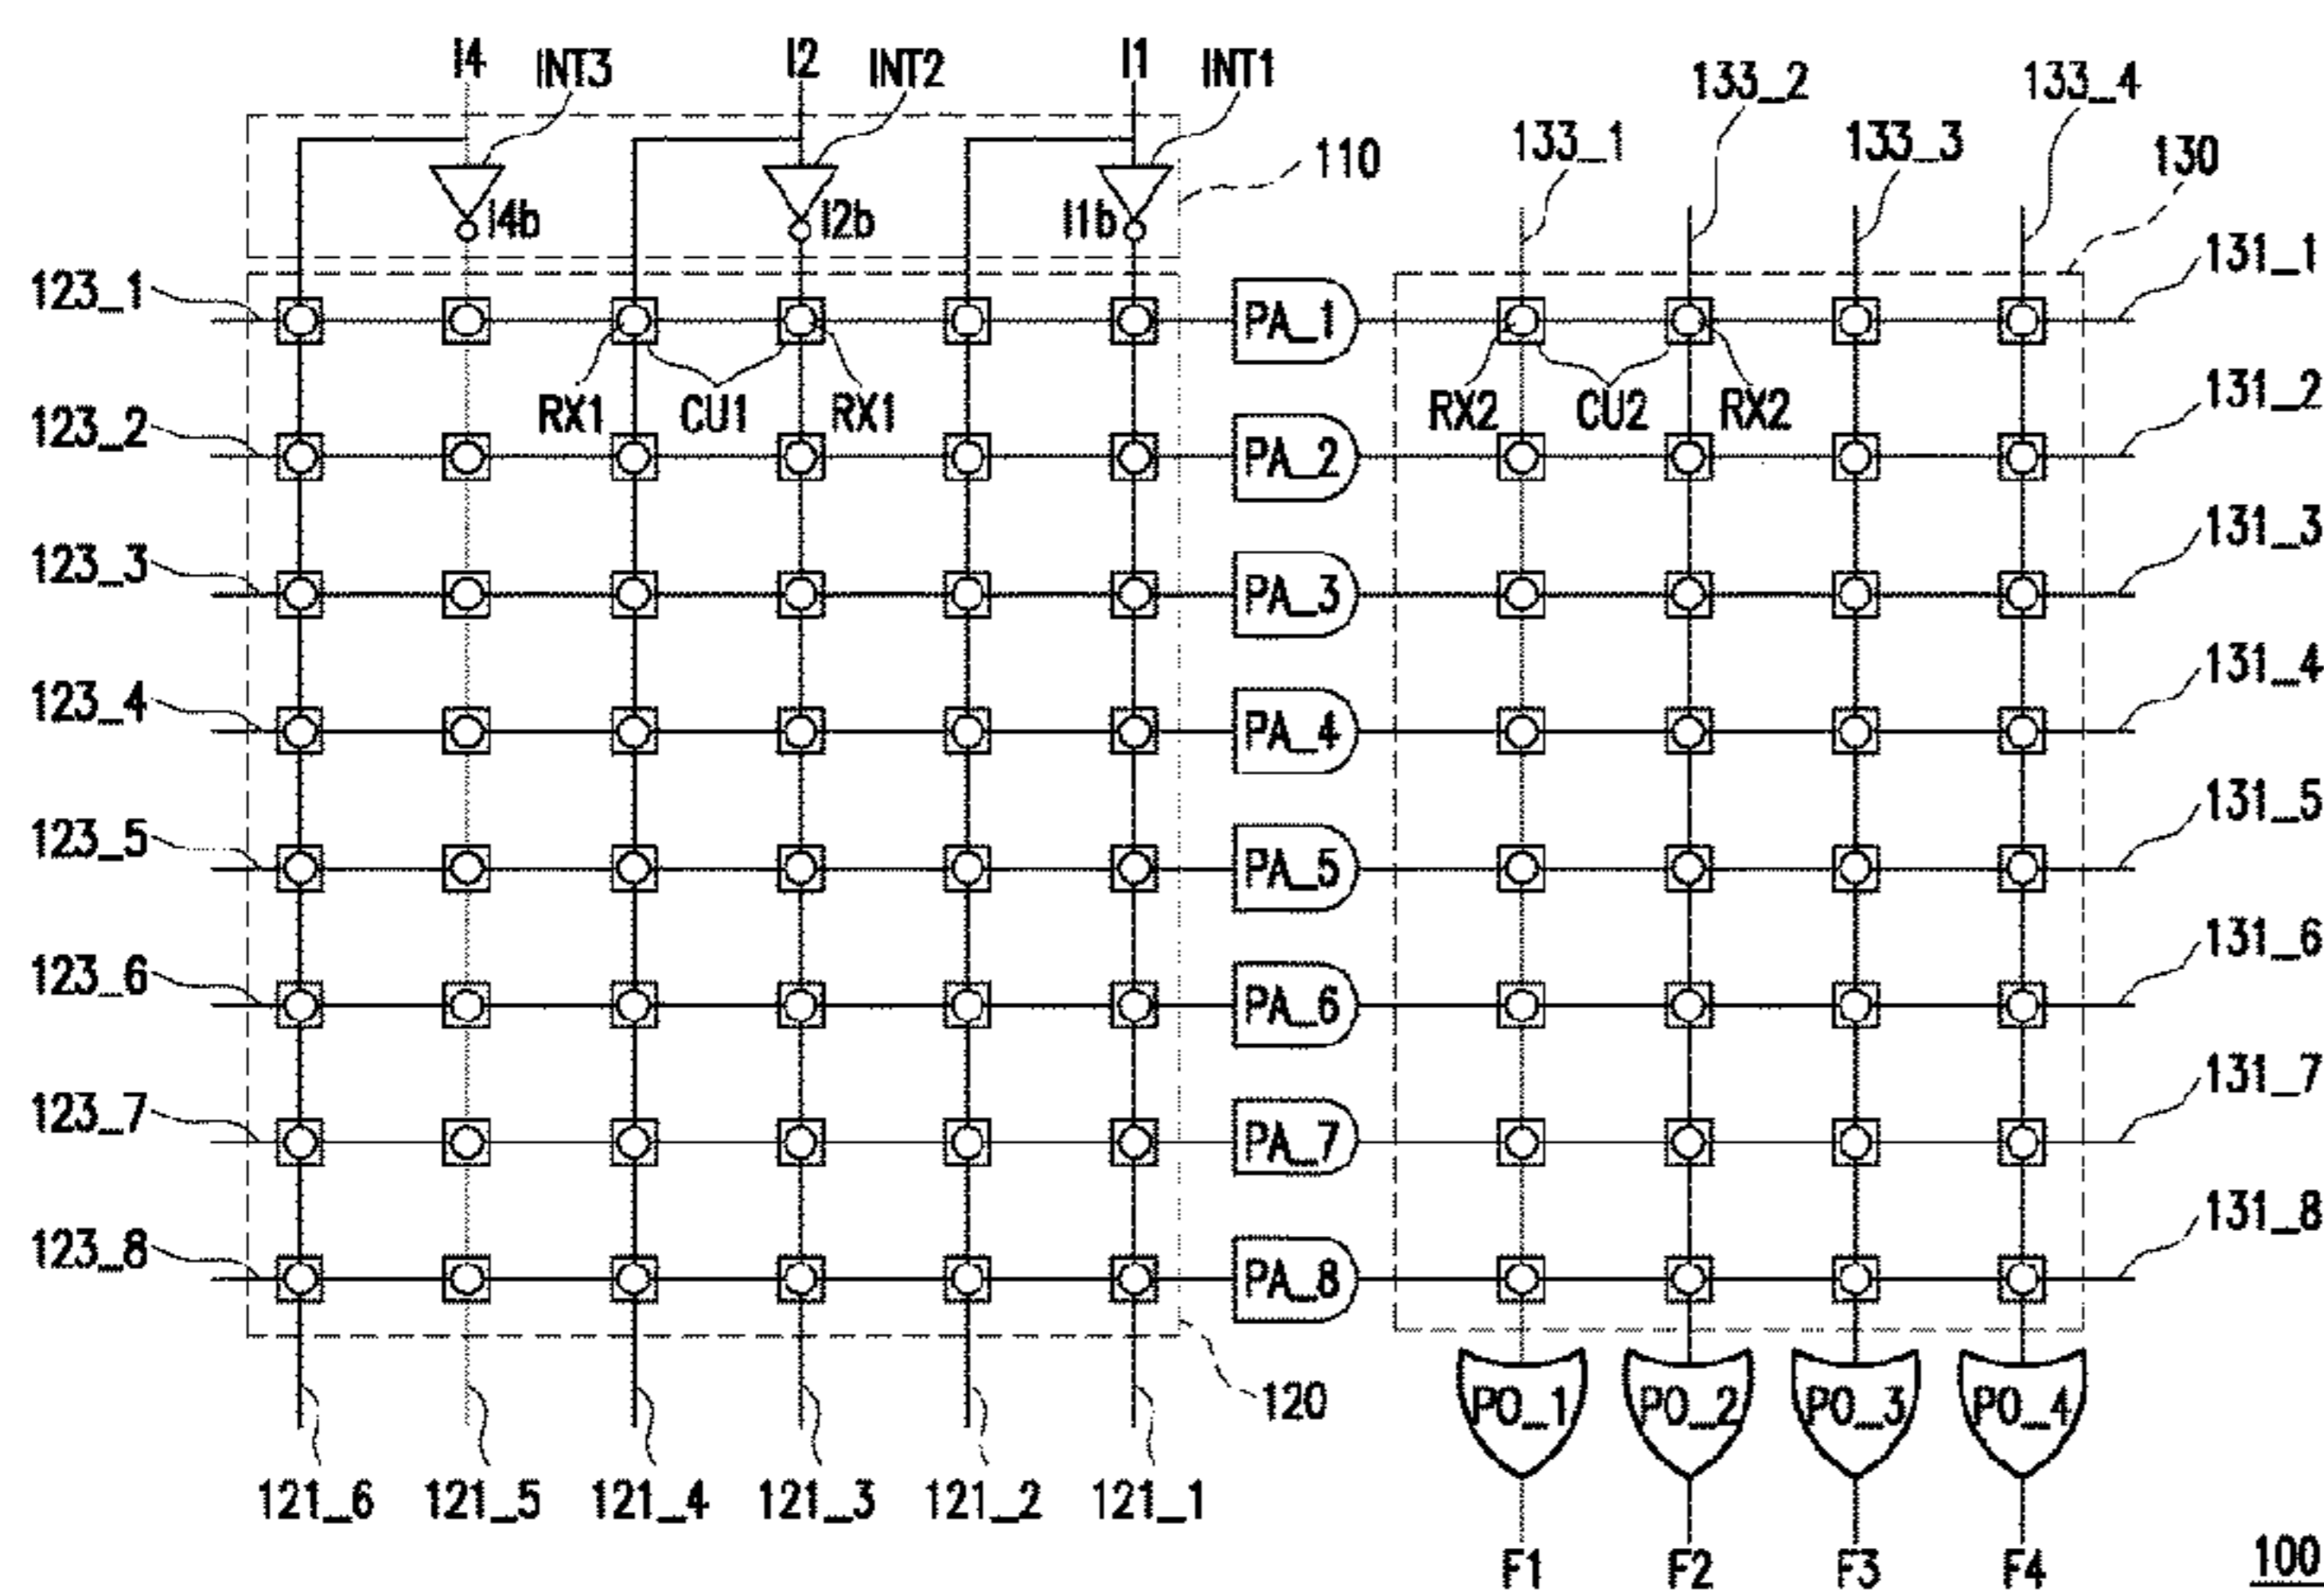 I4 INT3 I2 INT2 I1 INT1 133_2 133_4
133_1 133_3 110 130
I4b I2b I1b
123_1 PA_1 131_1
RX1 CU1 RX1 RX2 CU2 RX2
123_2 PA_2 131_2
123_3 PA_3 131_3
123_4 PA_4 131_4
123_5 PA_5 131_5
123_6 PA_6 131_6
123_7 PA_7 131_7
123_8 PA_8 131_8
120 PO_1 PO_2 PO_3 PO_4
121_6 121_5 121_4 121_3 121_2 121_1
F1 F2 F3 F4 100